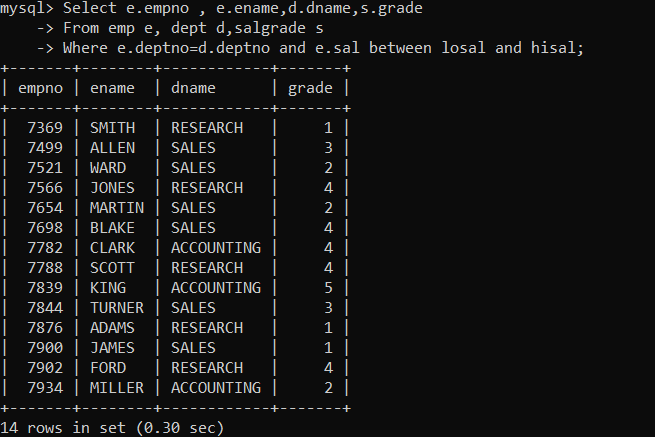 mysql> Select e.empno , e.ename,d.dname,s.grade
    -> From emp e, dept d,salgrade s
    -> Where e.deptno=d.deptno and e.sal between losal and hisal;
+-------+--------+------------+-------+
| empno | ename  | dname      | grade |
+-------+--------+------------+-------+
|  7369 | SMITH  | RESEARCH   |     1 |
|  7499 | ALLEN  | SALES      |     3 |
|  7521 | WARD   | SALES      |     2 |
|  7566 | JONES  | RESEARCH   |     4 |
|  7654 | MARTIN | SALES      |     2 |
|  7698 | BLAKE  | SALES      |     4 |
|  7782 | CLARK  | ACCOUNTING |     4 |
|  7788 | SCOTT  | RESEARCH   |     4 |
|  7839 | KING   | ACCOUNTING |     5 |
|  7844 | TURNER | SALES      |     3 |
|  7876 | ADAMS  | RESEARCH   |     1 |
|  7900 | JAMES  | SALES      |     1 |
|  7902 | FORD   | RESEARCH   |     4 |
|  7934 | MILLER | ACCOUNTING |     2 |
+-------+--------+------------+-------+
14 rows in set (0.30 sec)